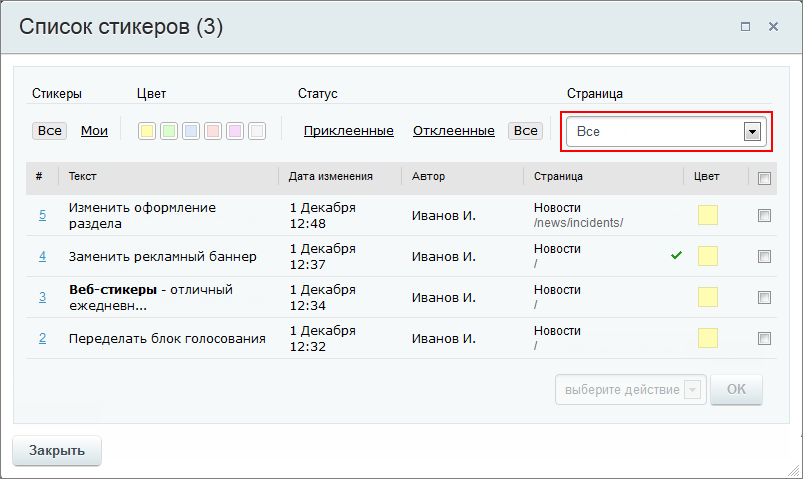 Список стикеров (3)
Стикеры Цвет Статус Страница
Все Мои Приклеенные Отклеенные Все Все
# Текст Дата изменения Автор Страница Цвет
5 Изменить оформление раздела 1 Декабря 12:48 Иванов И. Новости /news/incidents/
4 Заменить рекламный баннер 1 Декабря 12:37 Иванов И. Новости /
3 Веб-стикеры - отличный ежедневн... 1 Декабря 12:34 Иванов И. Новости /
2 Переделать блок голосования 1 Декабря 12:32 Иванов И. Новости /
выберите действие OK
Закрыть